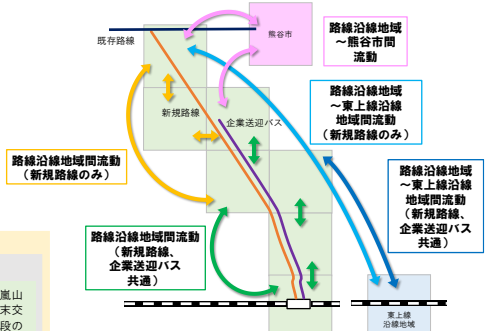 既存路線
熊谷市
路線沿線地域
～熊谷市間
流動
路線沿線地域
～東上線沿線
地域間流動
（新規路線のみ）
新規路線
企業送迎バス
路線沿線地域間流動
（新規路線のみ）
路線沿線地域
～東上線沿線
地域間流動
（新規路線、
企業送迎バス
共通）
路線沿線地域間流動
（新規路線、
企業送迎バス
共通）
嵐山
末交
段の
東上線
沿線地域